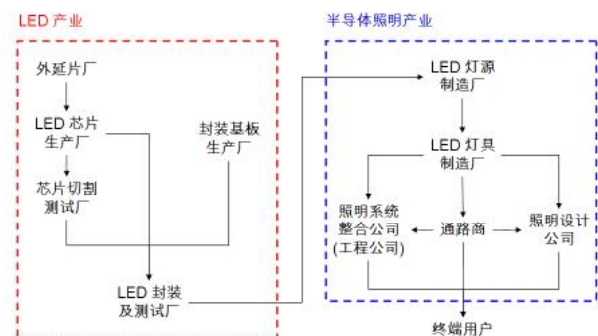 LED 产业
半导体照明产业
外延片厂
LED 芯片
生产厂
封装基板
生产厂
芯片切割
测试厂
LED 封装
及测试厂
LED 灯源
制造厂
LED 灯具
制造厂
照明系统
整合公司
(工程公司)
通路商
照明设计
公司
终端用户